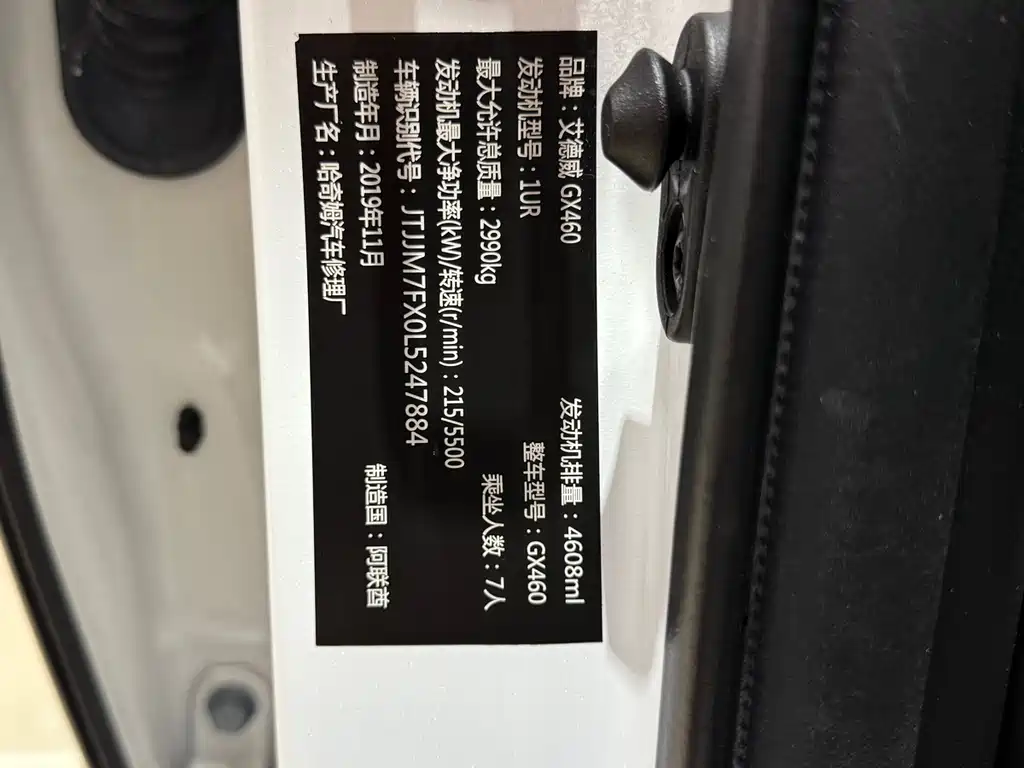 品牌：艾德威 GX460 发动机排量：4608ml
发动机型号：1UR 整车型号：GX460
最大允许总质量：2990kg 乘坐人数：7人
发动机最大净功率(kW)/转速(r/min)：215/5500
车辆识别代号：JTJJM7FX0L5247884
制造年月：2019年11月 制造国：阿联酋
生产厂名：哈奇姆汽车修理厂